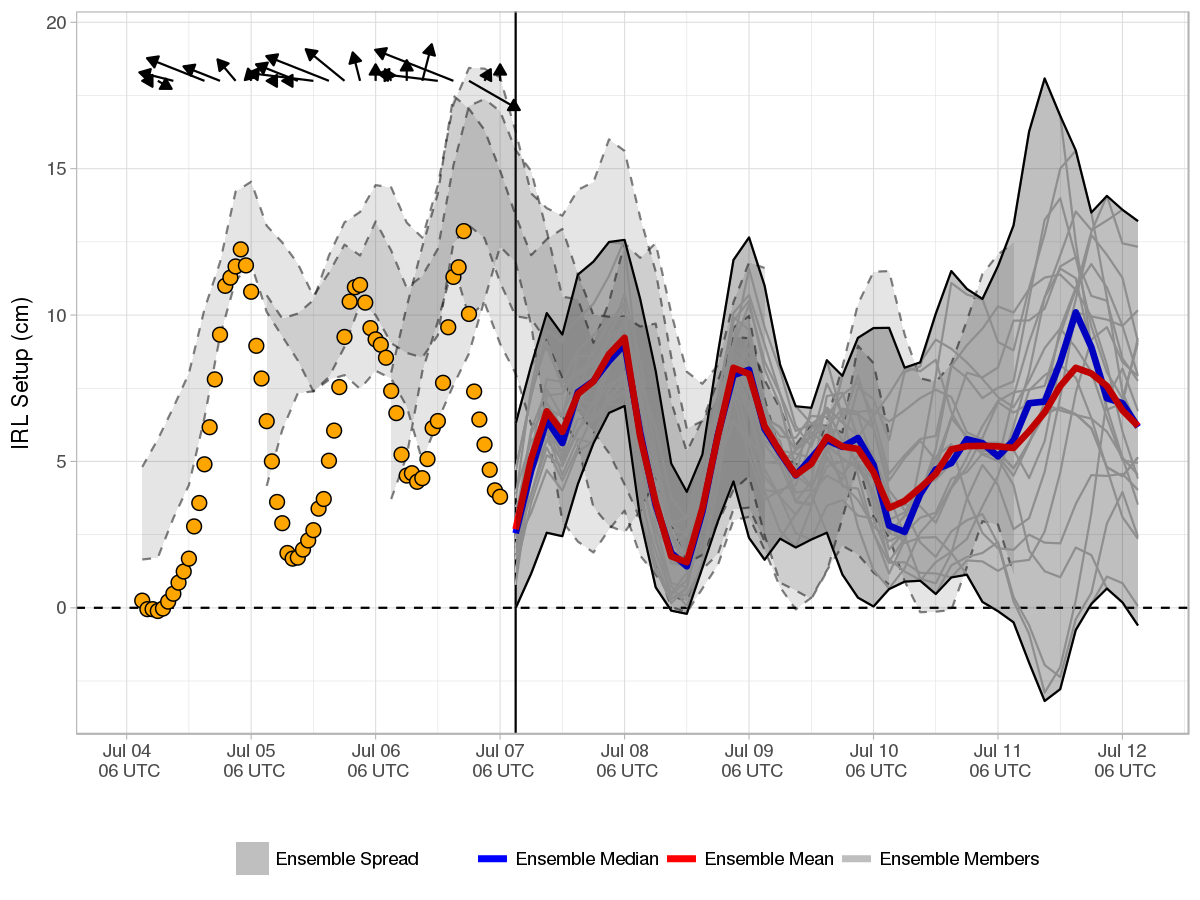 20
15
10
5
0
IRL Setup (cm)
Jul 04 Jul 05 Jul 06 Jul 07 Jul 08 Jul 09 Jul 10 Jul 11 Jul 12
06 UTC 06 UTC 06 UTC 06 UTC 06 UTC 06 UTC 06 UTC 06 UTC 06 UTC
Ensemble Spread Ensemble Median Ensemble Mean Ensemble Members